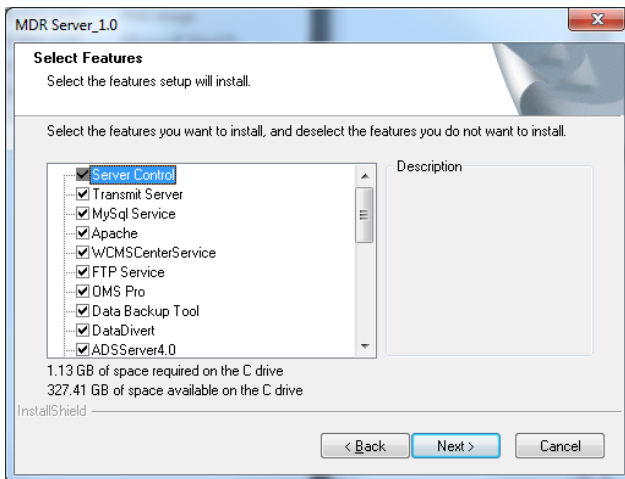 MDR Server_1.0
Select Features
Select the features setup will install.
Select the features you want to install, and deselect the features you do not want to install.
Server Control
Description
Transmit Server
MySql Service
Apache
WCMSCenterService
FTP Service
OMS Pro
Data Backup Tool
DataDivert
ADSServer4.0
1.13 GB of space required on the C drive
327.41 GB of space available on the C drive
InstallShield
< Back
Next >
Cancel